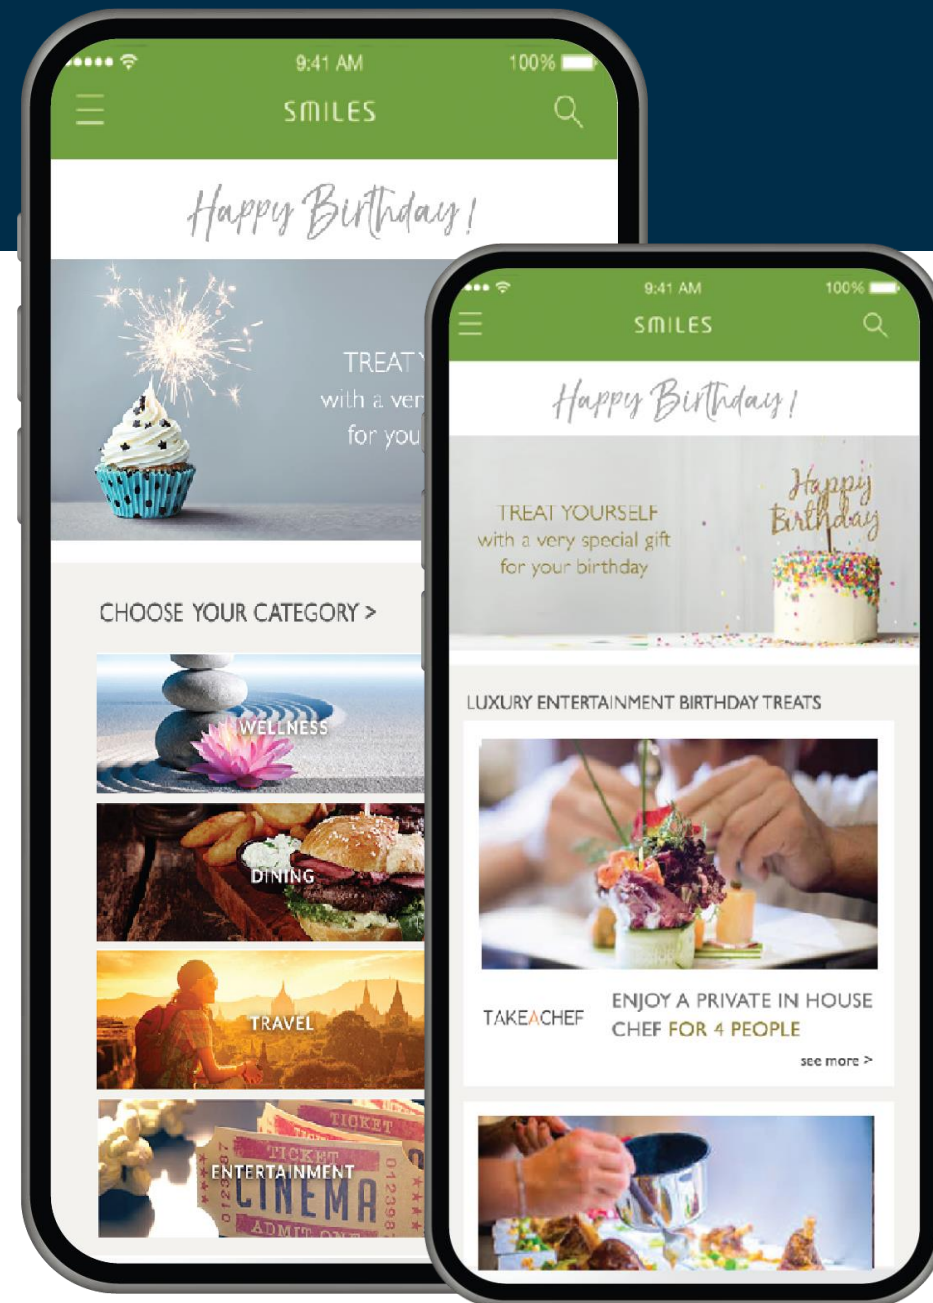 9:41 AM
100%
SMILES
Happy Birthday!
TREAT
with a ver
for you
CHOOSE YOUR CATEGORY >
WELLNESS
DINING
TRAVEL
TICKET
TICKET
ENTERTAINMENT
CINEMA
ADMIT ONE
9:41 AM
100%
SMILES
Happy Birthday!
Happy
Birthday
TREAT YOURSELF
with a very special gift
for your birthday
LUXURY ENTERTAINMENT BIRTHDAY TREATS
TAKEACHEF
ENJOY A PRIVATE IN HOUSE
CHEF FOR 4 PEOPLE
see more >